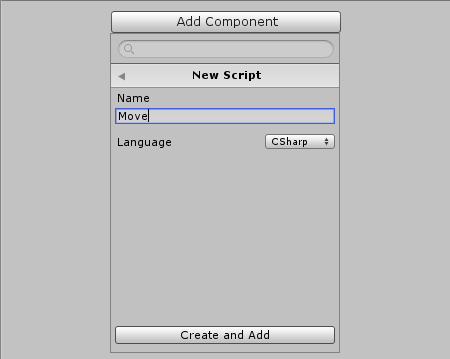 Add Component
New Script
Name
Move
Language CSharp
Create and Add